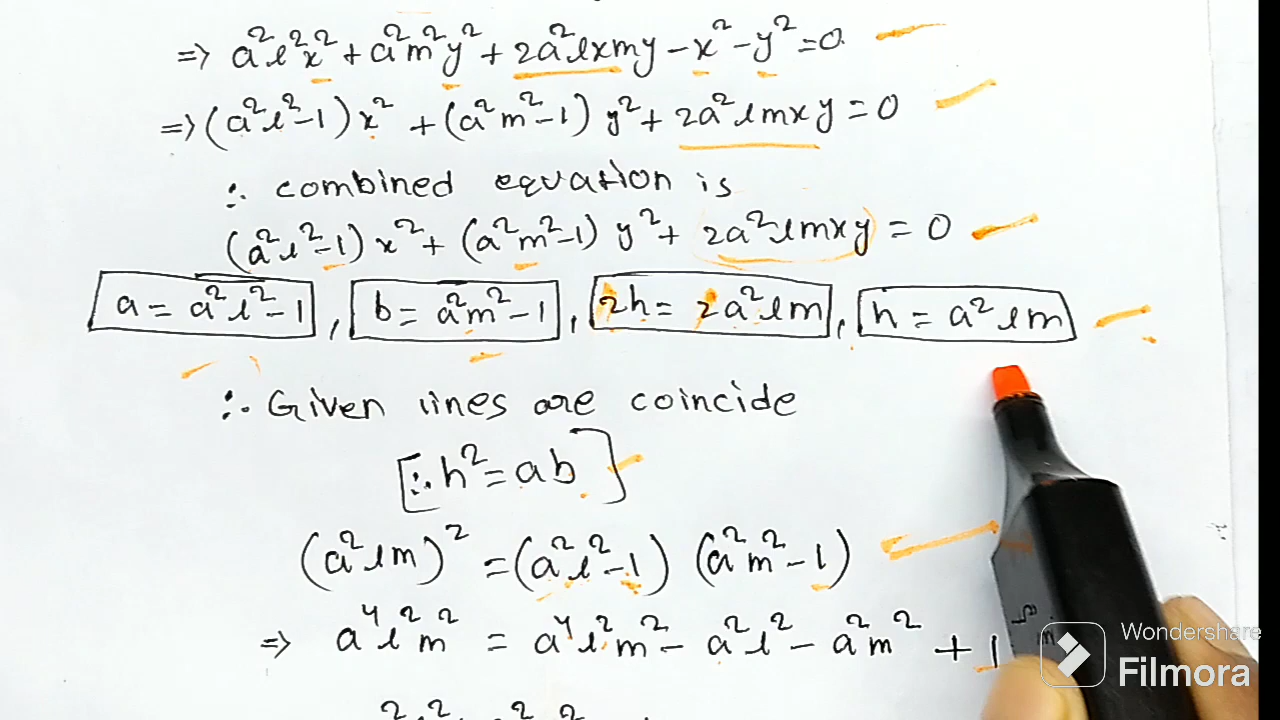 => a²l²x² + a²m²y² + 2a²lxmy - x² - y² = 0
=> (a²l²-1)x² + (a²m²-1) y² + 2a²lmxy = 0
∴ combined equation is
(a²l²-1)x² + (a²m²-1) y² + 2a²lmxy = 0
a = a²l²-1, b = a²m²-1, 2h = 2a²lm, h = a²lm
∴ Given lines are coincide
[∴ h² = ab]
(a²lm)² = (a²l²-1) (a²m²-1)
=> a⁴l²m² = a⁴l²m² - a²l² - a²m² + 1
Wondershare
Filmora